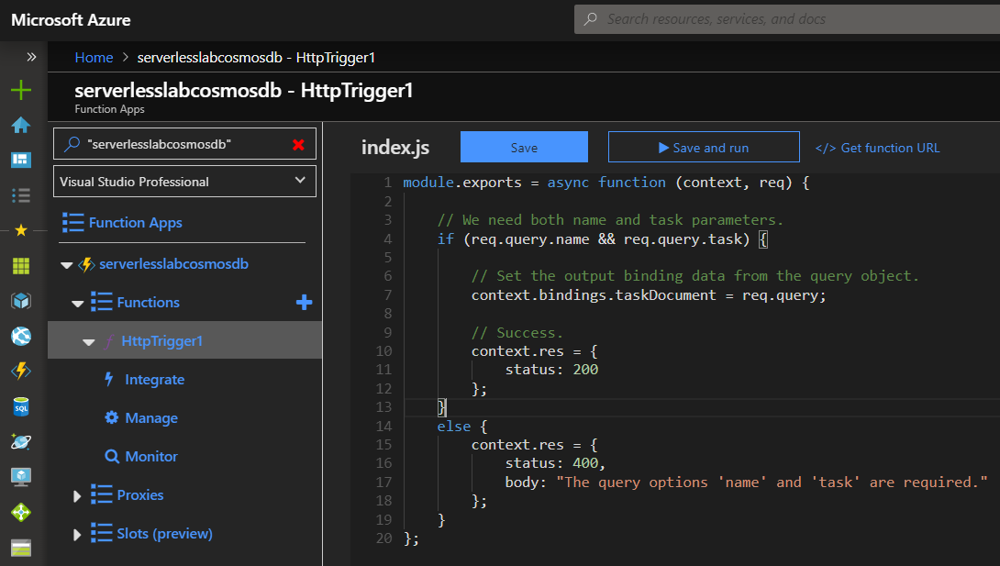 Microsoft Azure
Search resources, services, and docs
Home > serverlesslabcosmosdb - HttpTrigger1
serverlesslabcosmosdb - HttpTrigger1
Function Apps
"serverlesslabcosmosdb"
Visual Studio Professional
Function Apps
serverlesslabcosmosdb
Functions
HttpTrigger1
Integrate
Manage
Monitor
Proxies
Slots (preview)
SQL
index.js
Save
Save and run
</> Get function URL
1 module.exports = async function (context, req) {
2
3     // We need both name and task parameters.
4     if (req.query.name && req.query.task) {
5
6         // Set the output binding data from the query object.
7         context.bindings.taskDocument = req.query;
8
9         // Success.
10         context.res = {
11             status: 200
12         };
13     }
14     else {
15         context.res = {
16             status: 400,
17             body: "The query options 'name' and 'task' are required."
18         };
19     }
20 };